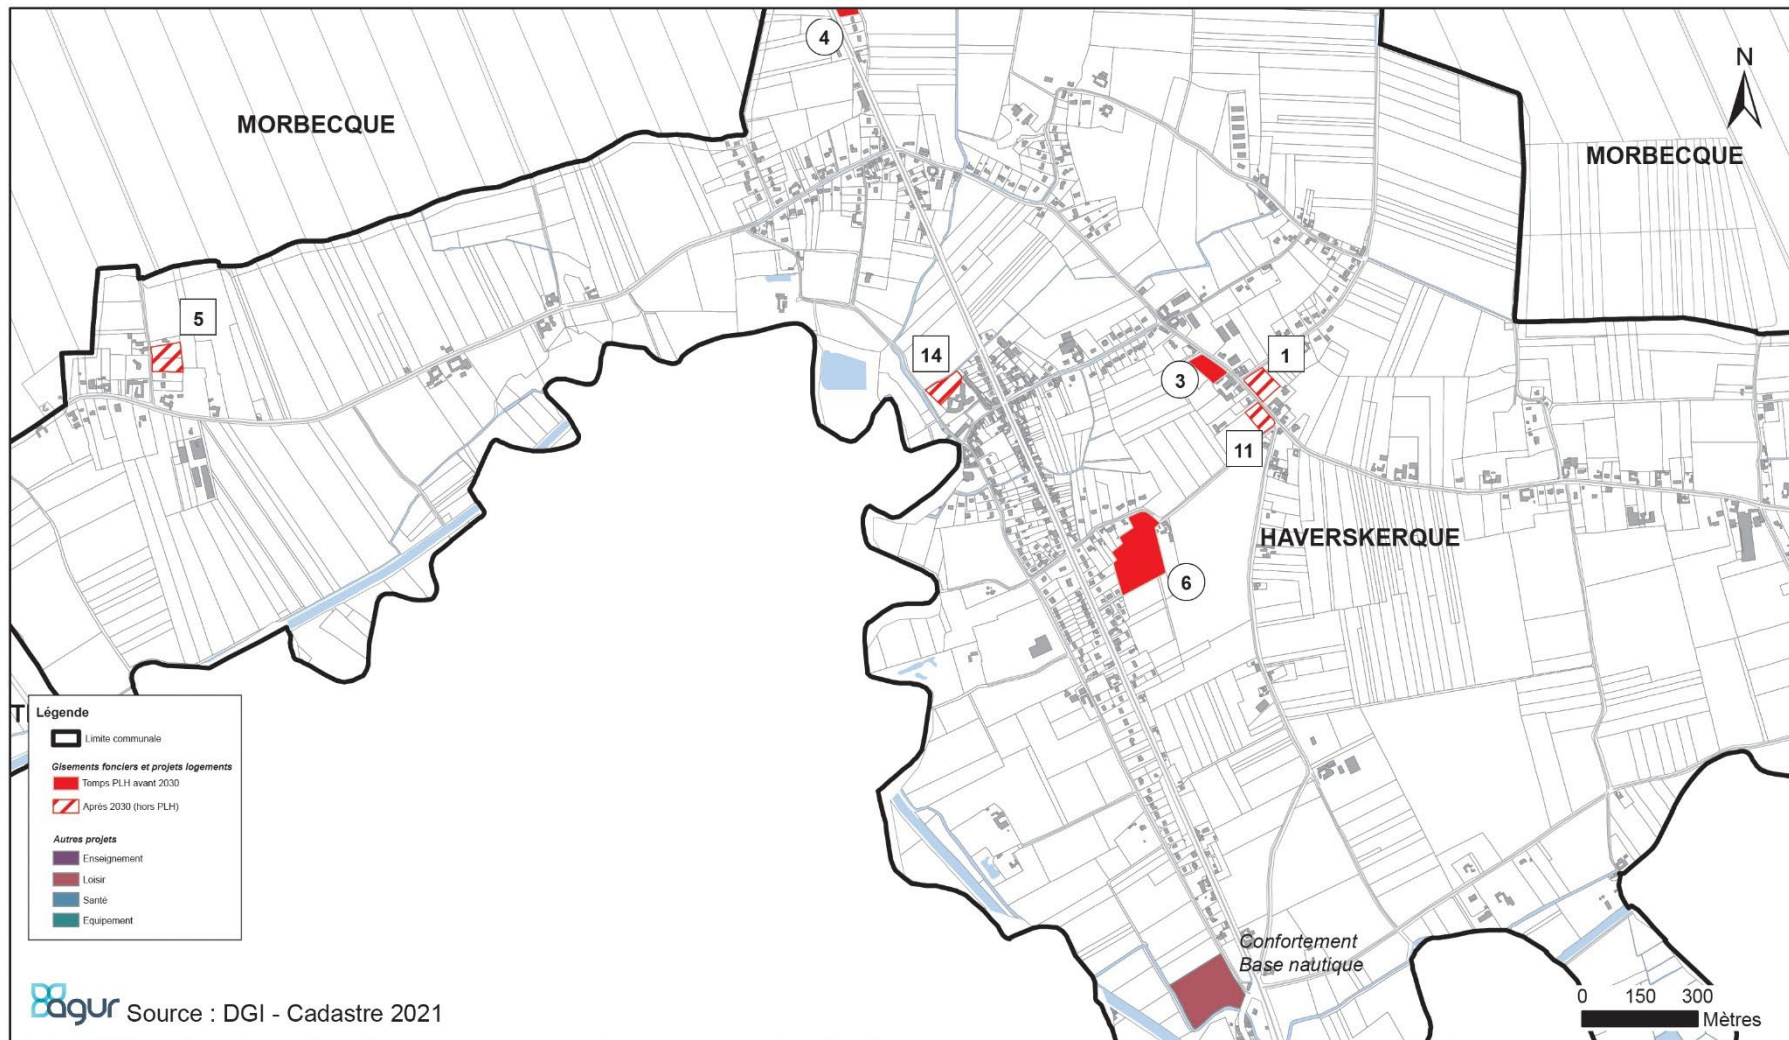 4
N
MORBECQUE
MORBECQUE
5
14
1
3
11
HAVERSKERQUE
6
T
Légende
Limite communale
Gisements fonciers et projets logements
Temps PLH avant 2030
Après 2030 (hors PLH)
Autres projets
Enseignement
Loisir
Santé
Equipement
Confortement
Base nautique
0 150 300
Mètres
agur Source : DGI - Cadastre 2021